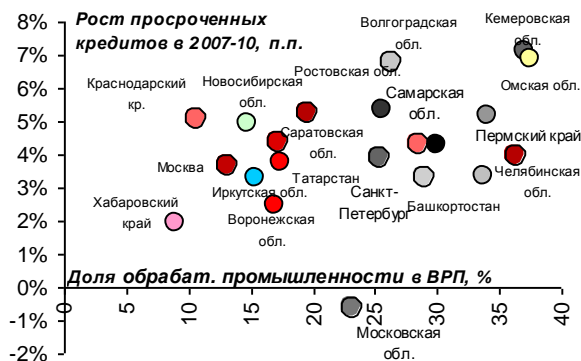 8%
7%
6%
5%
4%
3%
2%
1%
0%
-1%
-2%
Рост просроченных
кредитов в 2007-10, п.п.
Волгоградская
обл.
Кемеровская
обл.
Краснодарский
кр.
Новосибирская
обл.
Ростовская обл.
Самарская
обл.
Омская обл.
Саратовская
обл.
Пермский край
Москва
Татарстан
Челябинская
обл.
Иркутская обл.
Санкт-
Петербург
Башкортостан
Хабаровский
край
Воронежская
обл.
Доля обрабат. промышленности в ВРП, %
0
5
10
15
20
25
30
35
40
Московская
обл.